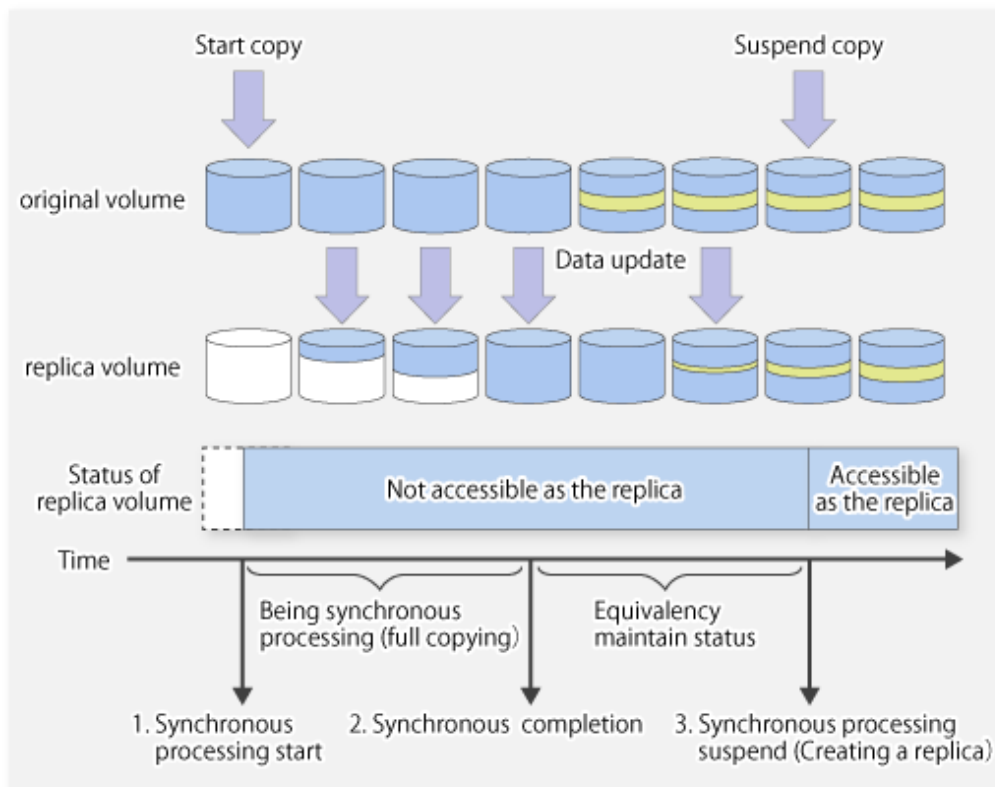 Start copy
Suspend copy
original volume
Data update
replica volume
Status of
replica volume
Not accessible as the replica
Accessible
as the replica
Time
Being synchronous
processing (full copying)
Equivalency
maintain status
1. Synchronous
processing start
2. Synchronous completion
3. Synchronous processing
suspend (Creating a replica)